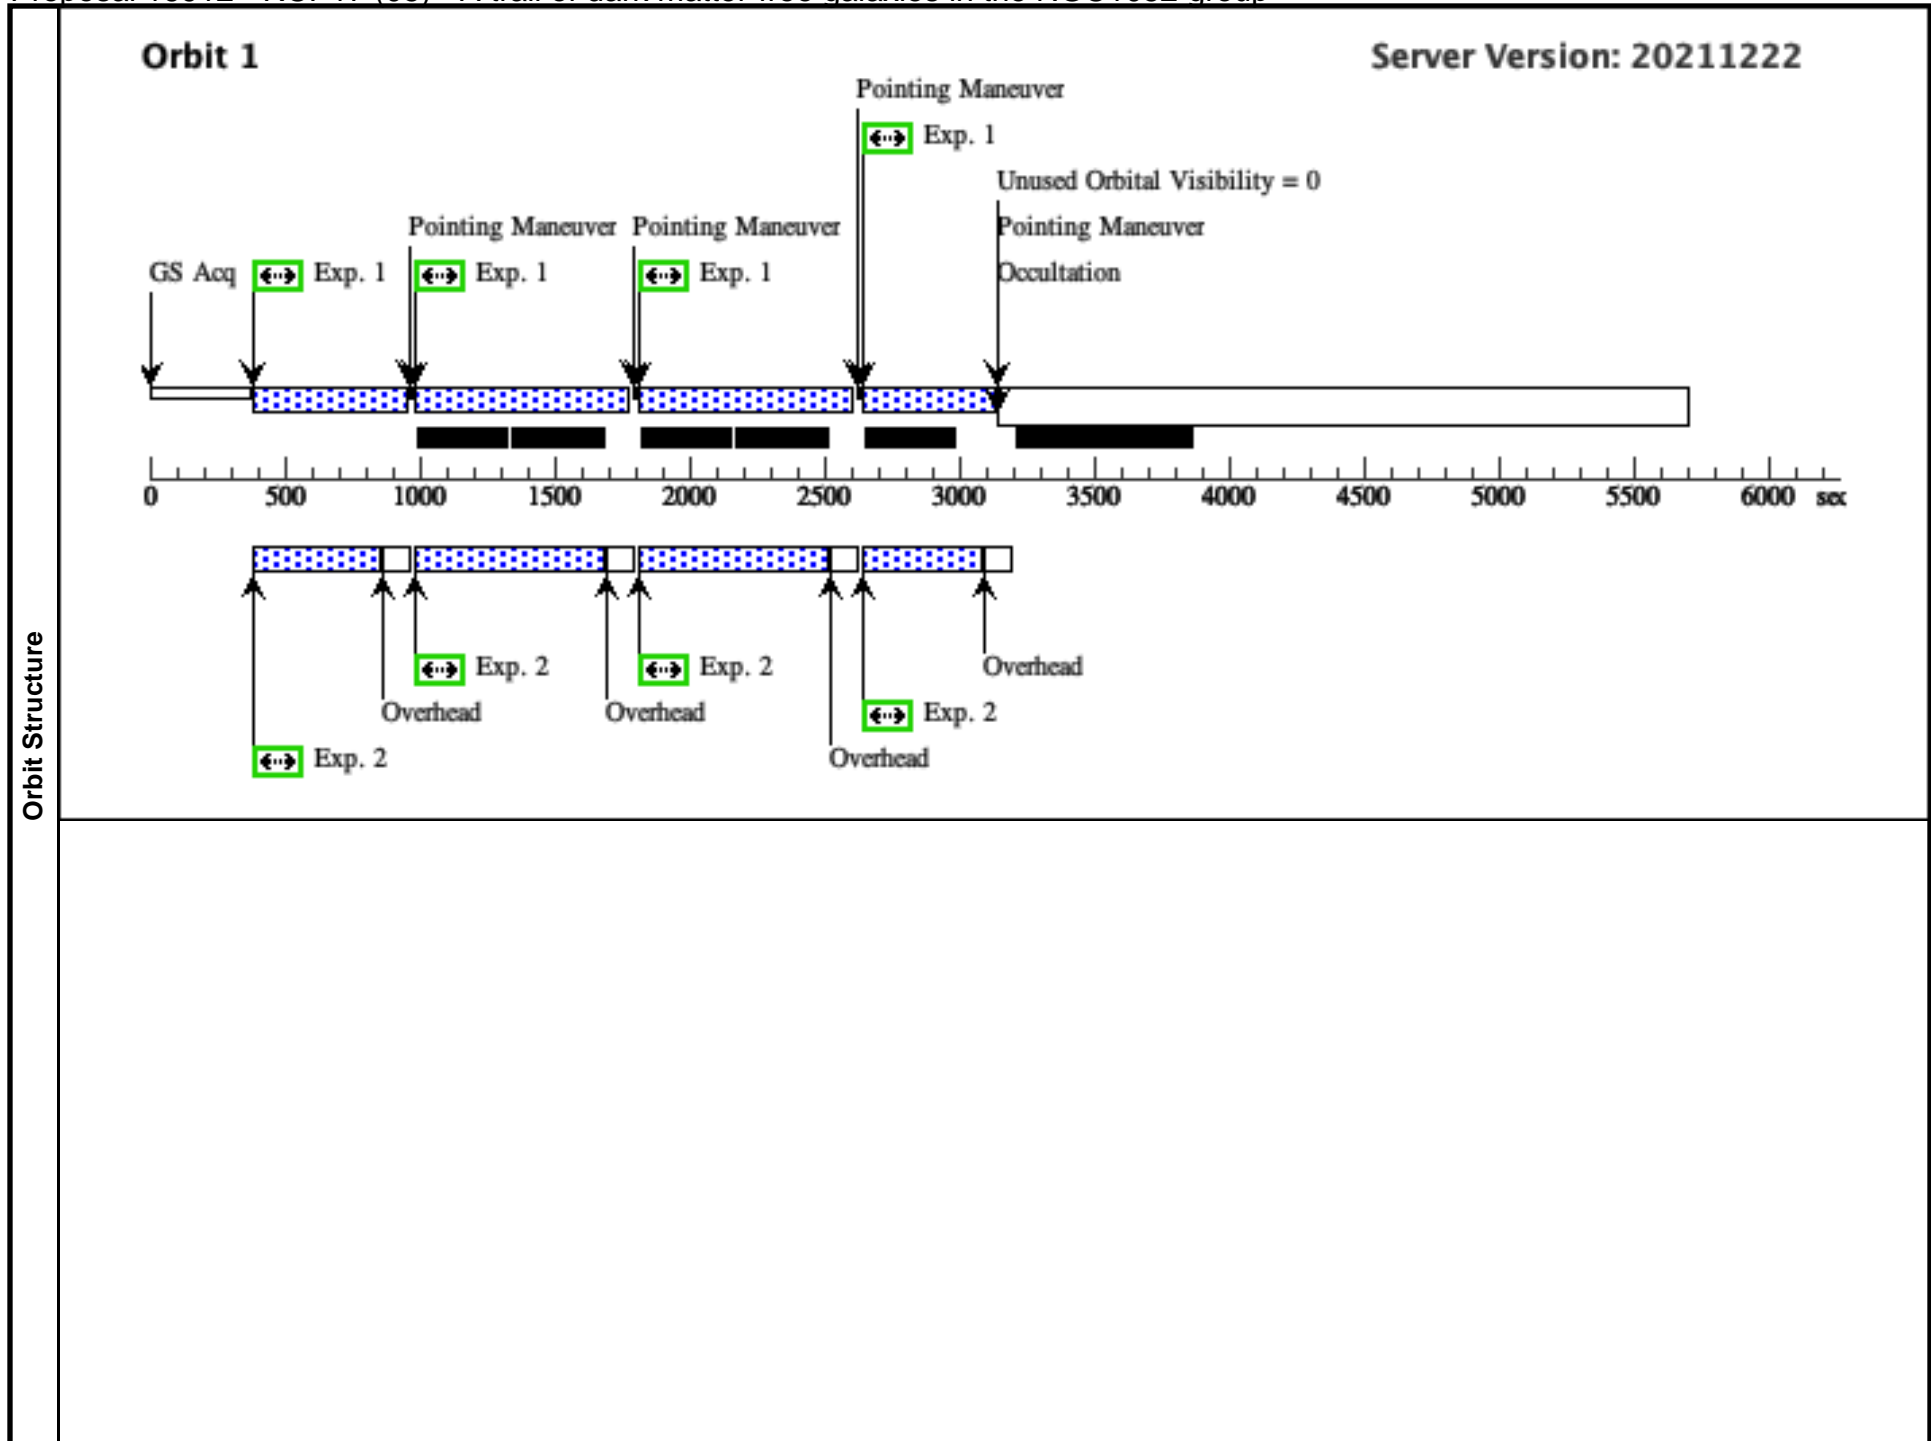 Orbit 1
Server Version: 20211222
Pointing Maneuver
Exp. 1
Unused Orbital Visibility = 0
Pointing Maneuver Pointing Maneuver Pointing Maneuver
GS Acq Exp. 1 Exp. 1 Exp. 1 Occultation
0 500 1000 1500 2000 2500 3000 3500 4000 4500 5000 5500 6000 sec
Exp. 2 Exp. 2 Overhead
Overhead Overhead Exp. 2
Exp. 2 Overhead
Orbit Structure